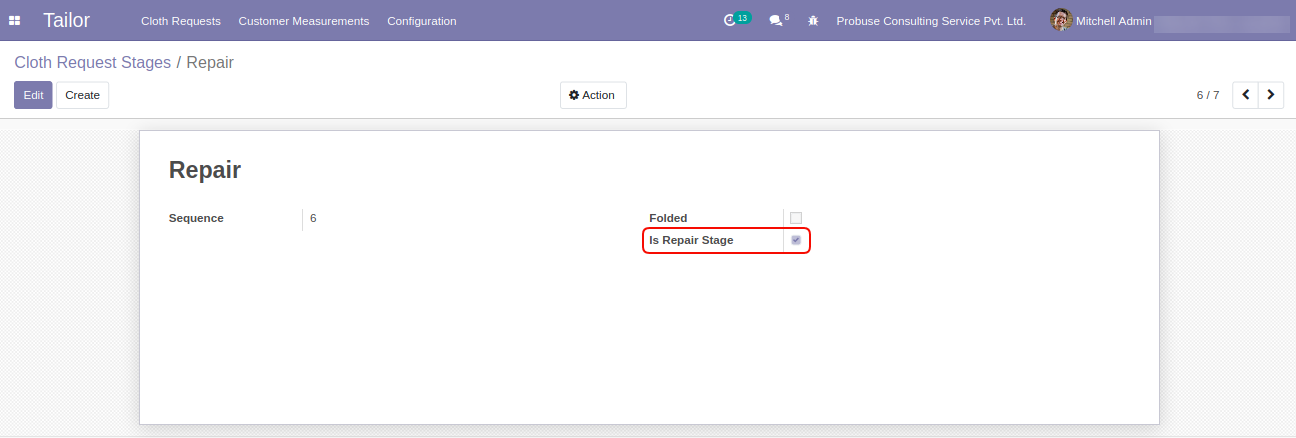 Tailor Cloth Requests Customer Measurements Configuration 13 8 Probuse Consulting Service Pvt. Ltd. Mitchell Admin
Cloth Request Stages / Repair
Edit Create Action 6 / 7
Repair
Sequence 6 Folded
Is Repair Stage